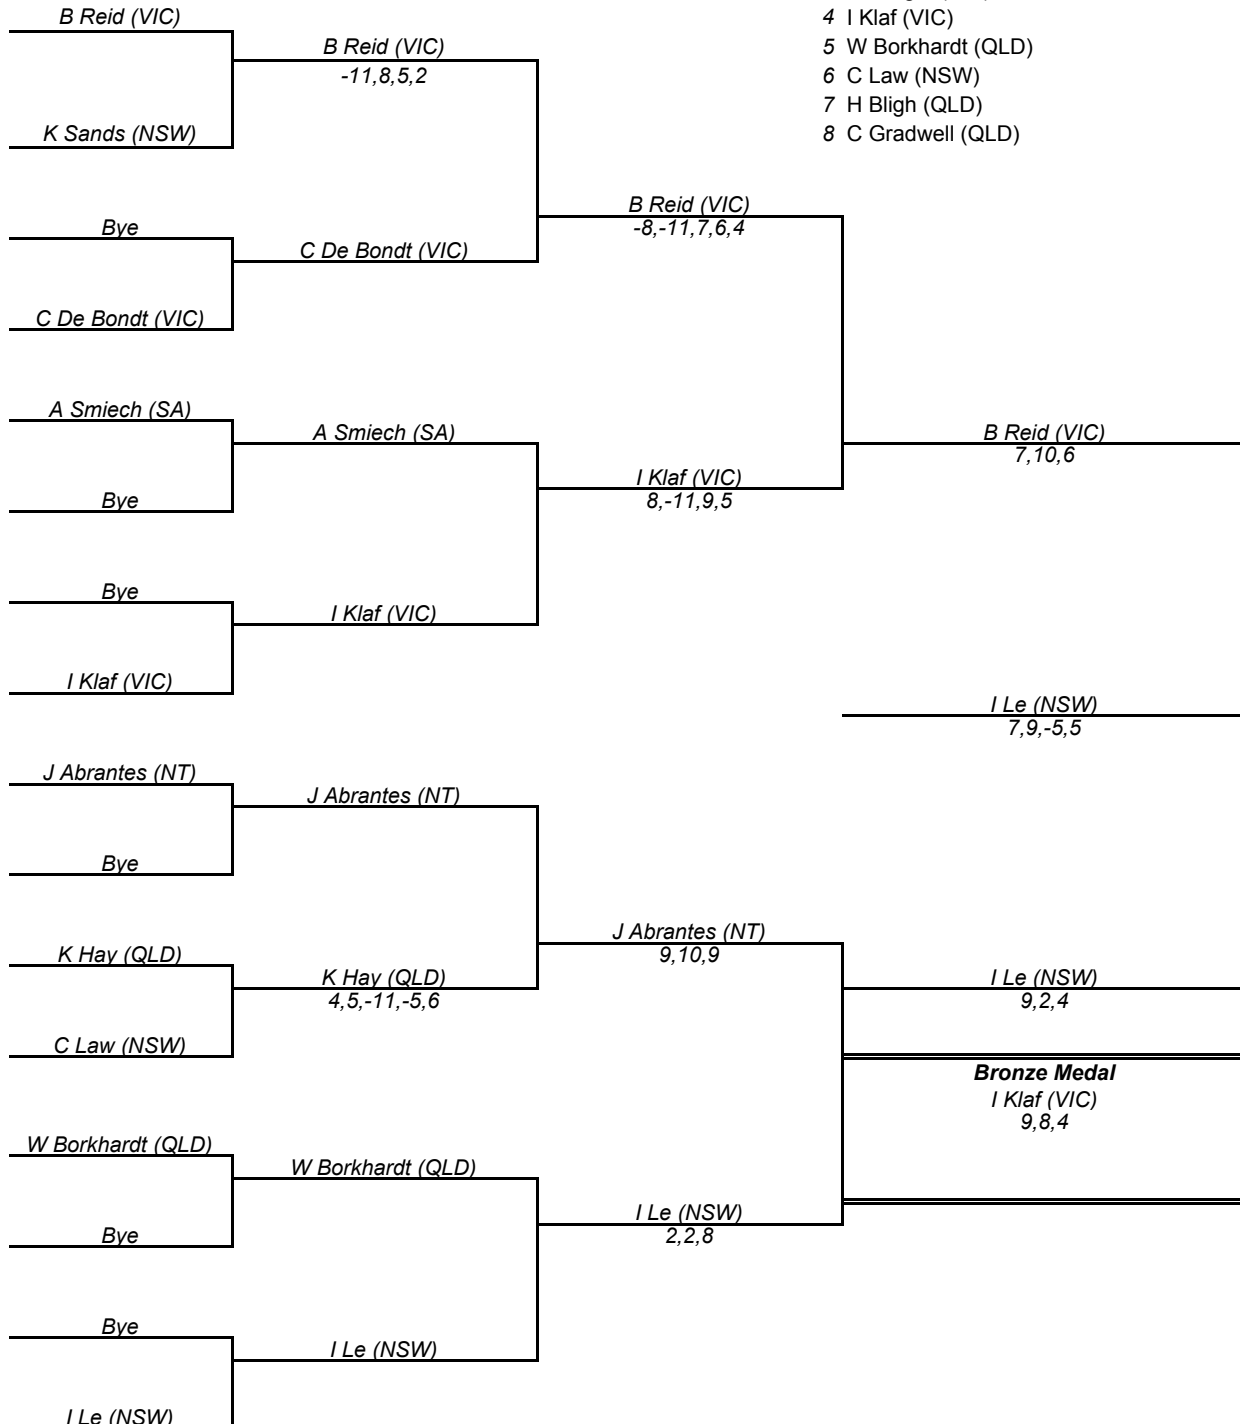 B Reid (VIC)
B Reid (VIC)
-11,8,5,2
K Sands (NSW)
4 I Klaf (VIC)
5 W Borkhardt (QLD)
6 C Law (NSW)
7 H Bligh (QLD)
8 C Gradwell (QLD)
Bye
C De Bondt (VIC)
C De Bondt (VIC)
B Reid (VIC)
-8,-11,7,6,4
A Smiech (SA)
A Smiech (SA)
Bye
I Klaf (VIC)
8,-11,9,5
B Reid (VIC)
7,10,6
Bye
I Klaf (VIC)
I Klaf (VIC)
I Le (NSW)
7,9,-5,5
J Abrantes (NT)
J Abrantes (NT)
Bye
J Abrantes (NT)
9,10,9
K Hay (QLD)
K Hay (QLD)
4,5,-11,-5,6
C Law (NSW)
I Le (NSW)
9,2,4
Bronze Medal
I Klaf (VIC)
9,8,4
W Borkhardt (QLD)
W Borkhardt (QLD)
Bye
I Le (NSW)
2,2,8
Bye
I Le (NSW)
I Le (NSW)